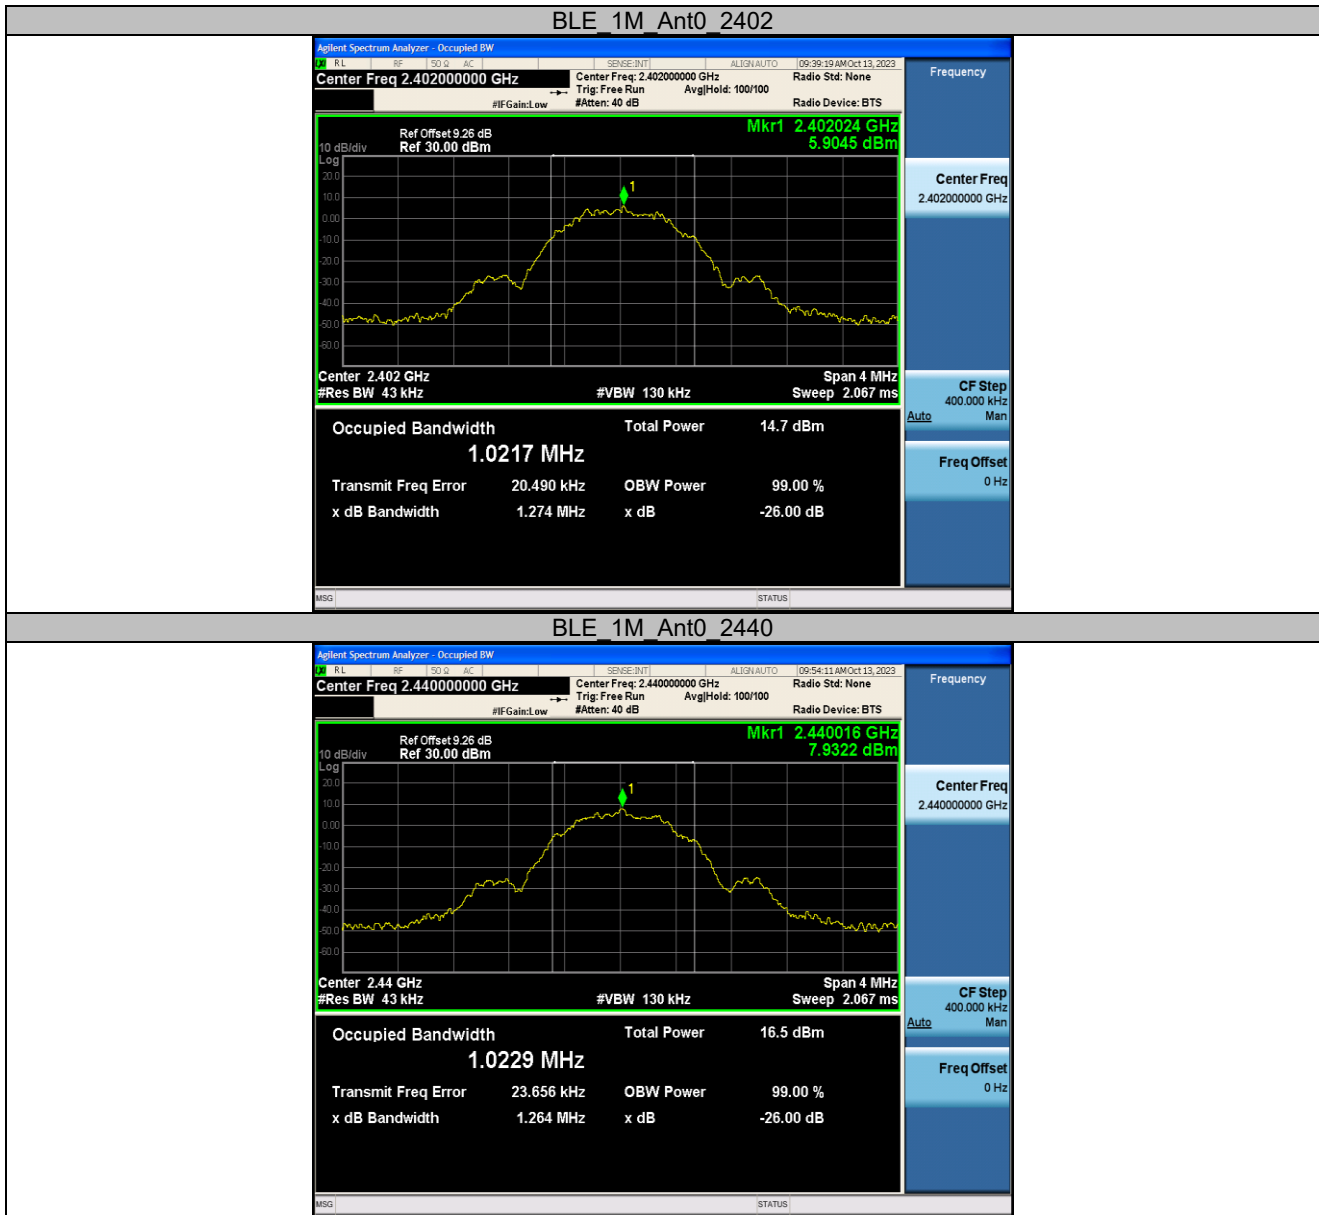 BLE_1M_Ant0_2402
Agilent Spectrum Analyzer - Occupied BW
RL RF 50 Ω AC SENSE:INT ALIGN AUTO 09:39:19 AM Oct 13, 2023
Center Freq 2.402000000 GHz
Center Freq: 2.402000000 GHz Radio Std: None
Trig: Free Run Avg|Hold: 100/100
#IFGain:Low #Atten: 40 dB Radio Device: BTS
Frequency
Mkr1 2.402024 GHz
5.9045 dBm
Ref Offset 9.26 dB
10 dB/div Ref 30.00 dBm
Log
20.0
10.0
0.00
-10.0
-20.0
-30.0
-40.0
-50.0
-60.0
1
Center Freq
2.402000000 GHz
Center 2.402 GHz Span 4 MHz
#Res BW 43 kHz #VBW 130 kHz Sweep 2.067 ms
CF Step
400.000 kHz
Auto Man
Occupied Bandwidth Total Power 14.7 dBm
1.0217 MHz
Transmit Freq Error 20.490 kHz OBW Power 99.00 %
x dB Bandwidth 1.274 MHz x dB -26.00 dB
Freq Offset
0 Hz
MSG STATUS
BLE_1M_Ant0_2440
Agilent Spectrum Analyzer - Occupied BW
RL RF 50 Ω AC SENSE:INT ALIGN AUTO 09:54:11 AM Oct 13, 2023
Center Freq 2.440000000 GHz
Center Freq: 2.440000000 GHz Radio Std: None
Trig: Free Run Avg|Hold: 100/100
#IFGain:Low #Atten: 40 dB Radio Device: BTS
Frequency
Mkr1 2.440016 GHz
7.9322 dBm
Ref Offset 9.26 dB
10 dB/div Ref 30.00 dBm
Log
20.0
10.0
0.00
-10.0
-20.0
-30.0
-40.0
-50.0
-60.0
1
Center Freq
2.440000000 GHz
Center 2.44 GHz Span 4 MHz
#Res BW 43 kHz #VBW 130 kHz Sweep 2.067 ms
CF Step
400.000 kHz
Auto Man
Occupied Bandwidth Total Power 16.5 dBm
1.0229 MHz
Transmit Freq Error 23.656 kHz OBW Power 99.00 %
x dB Bandwidth 1.264 MHz x dB -26.00 dB
Freq Offset
0 Hz
MSG STATUS